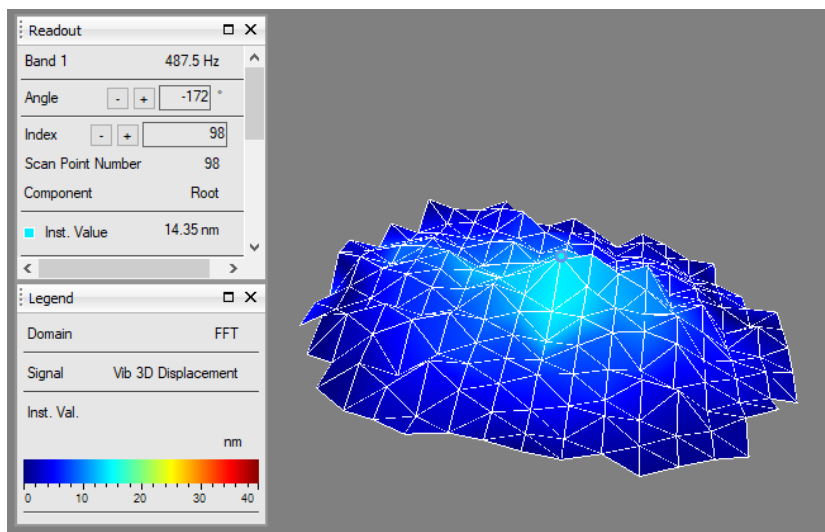 Readout
Band 1 487.5 Hz
Angle - + -172 °
Index - + 98
Scan Point Number 98
Component Root
Inst. Value 14.35 nm
Legend
Domain FFT
Signal Vib 3D Displacement
Inst. Val.
nm
0 10 20 30 40